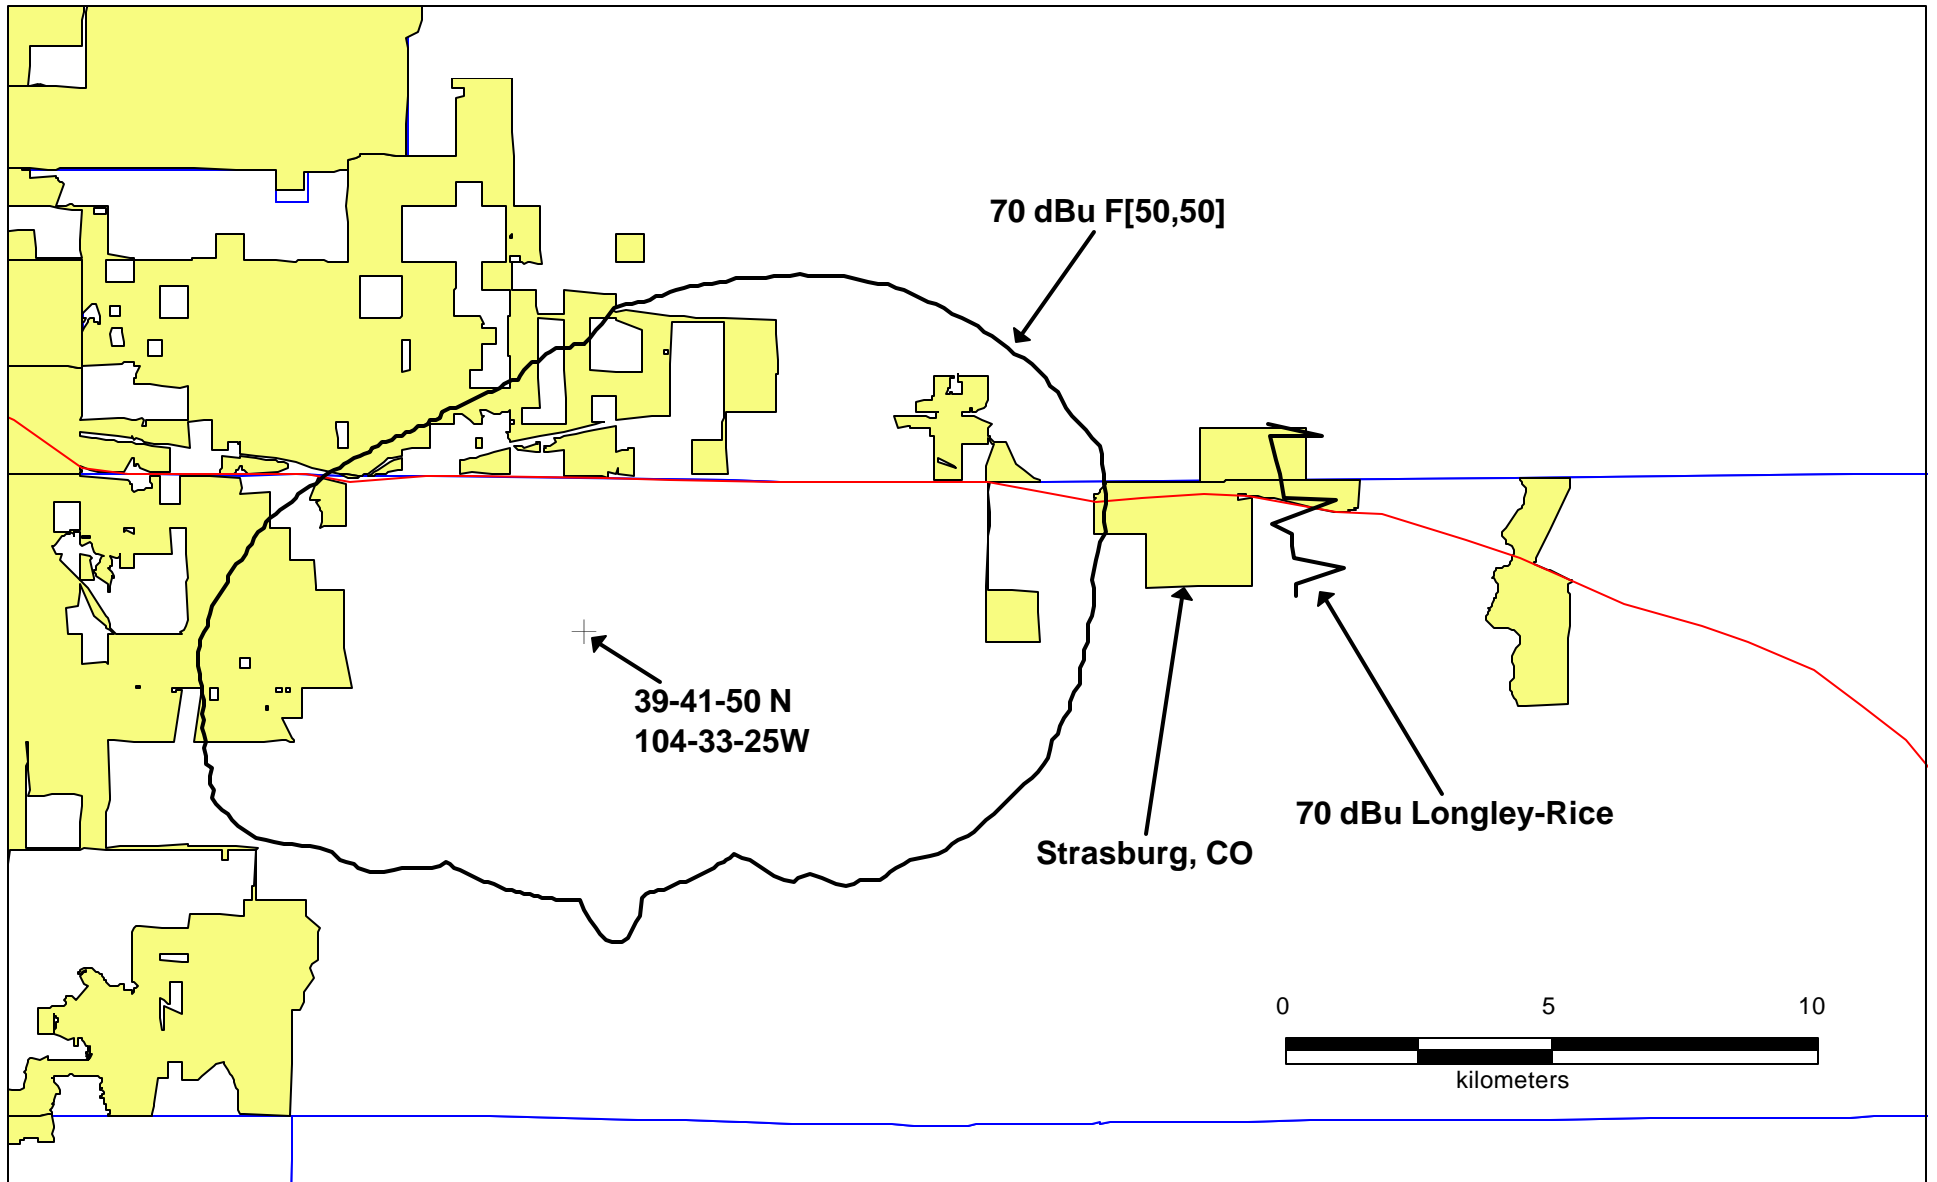 70 dBu F[50,50]
39-41-50 N
104-33-25W
70 dBu Longley-Rice
Strasburg, CO
0 5 10
kilometers